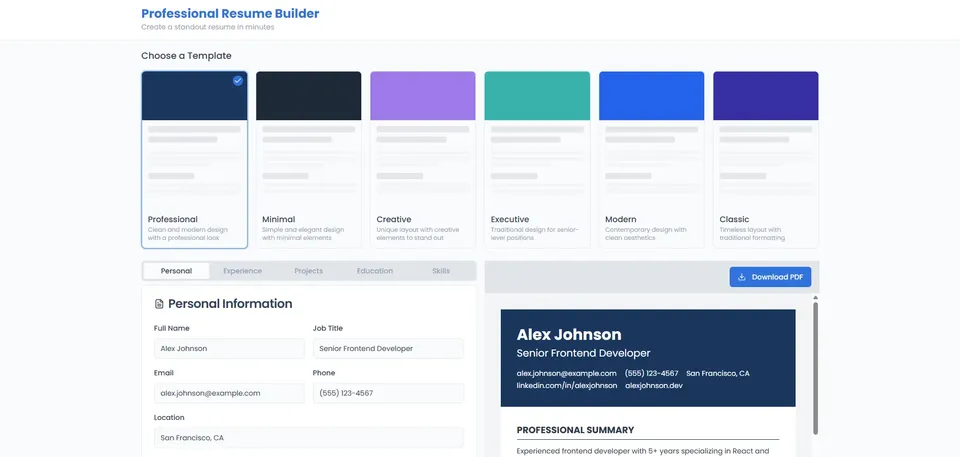 Professional Resume Builder
Create a standout resume in minutes
Choose a Template
Professional
Clean and modern design
with a professional look
Minimal
Simple and elegant design
with minimal elements
Creative
Unique layout with creative
elements to stand out
Executive
Traditional design for senior-
level positions
Modern
Contemporary design with
clean aesthetics
Classic
Timeless layout with
traditional formatting
Personal Experience Projects Education Skills
Download PDF
Personal Information
Full Name
Alex Johnson
Job Title
Senior Frontend Developer
Email
alex.johnson@example.com
Phone
(555) 123-4567
Location
San Francisco, CA
Alex Johnson
Senior Frontend Developer
alex.johnson@example.com (555) 123-4567 San Francisco, CA
linkedin.com/in/alexjohnson alexjohnson.dev
PROFESSIONAL SUMMARY
Experienced frontend developer with 5+ years specializing in React and